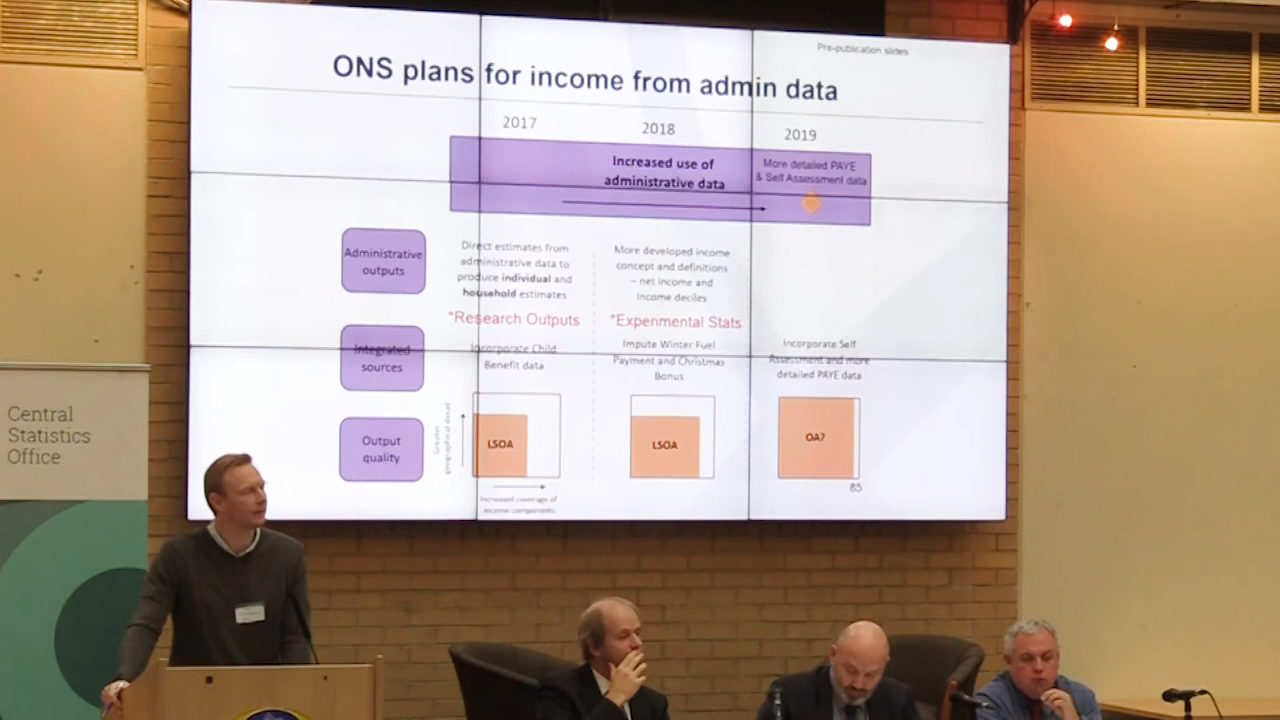 Pre-publication slides
ONS plans for income from admin data
2017
2018
2019
Increased use of
administrative data
More detailed PAYE
& Self Assessment data
Administrative
outputs
Direct estimates from
administrative data to
produce individual and
household estimates
More developed income
concept and definitions
– net income and
income deciles
*Research Outputs
*Experimental Stats
Integrated
sources
Incorporate Child
Benefit data
Impute Winter Fuel
Payment and Christmas
Bonus
Incorporate Self
Assessment and more
detailed PAYE data
Output
quality
Greater
geographical detail
LSOA
LSOA
OA?
85
Increased coverage of
income components
Central
Statistics
Office